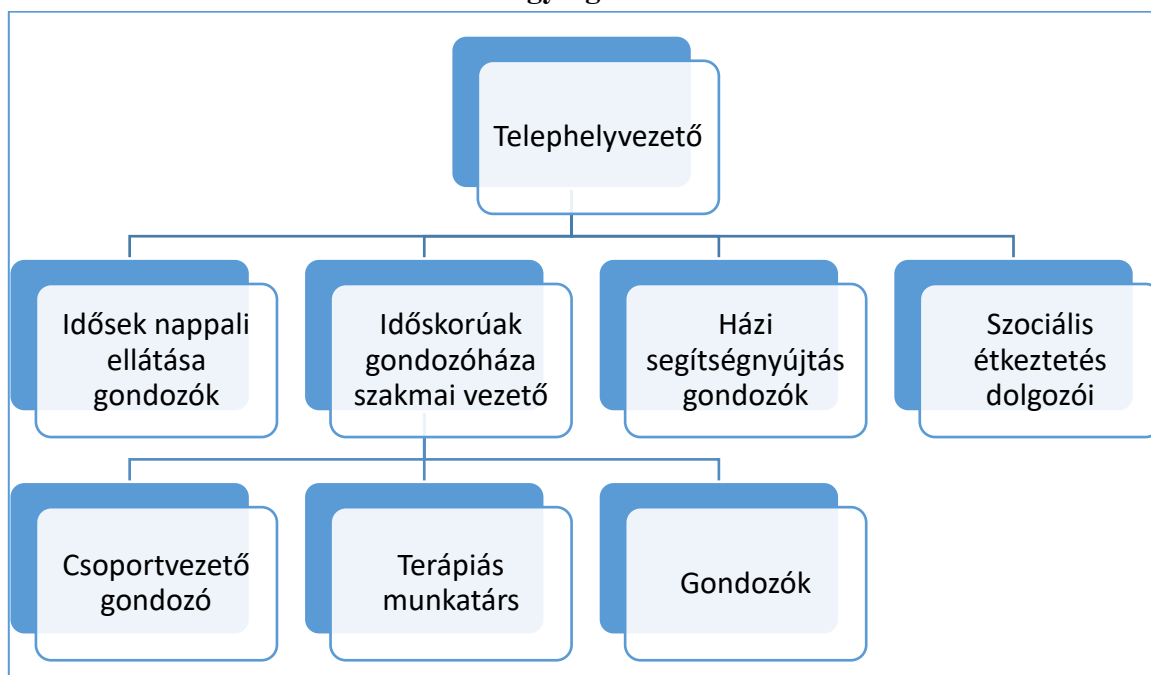 Telephelyvezető
Idősek nappali
ellátása
gondozók
Időskorúak
gondozóháza
szakmai vezető
Házi
segítségnyújtás
gondozók
Szociális
étkeztetés
dolgozói
Csoportvezető
gondozó
Terápiás
munkatárs
Gondozók